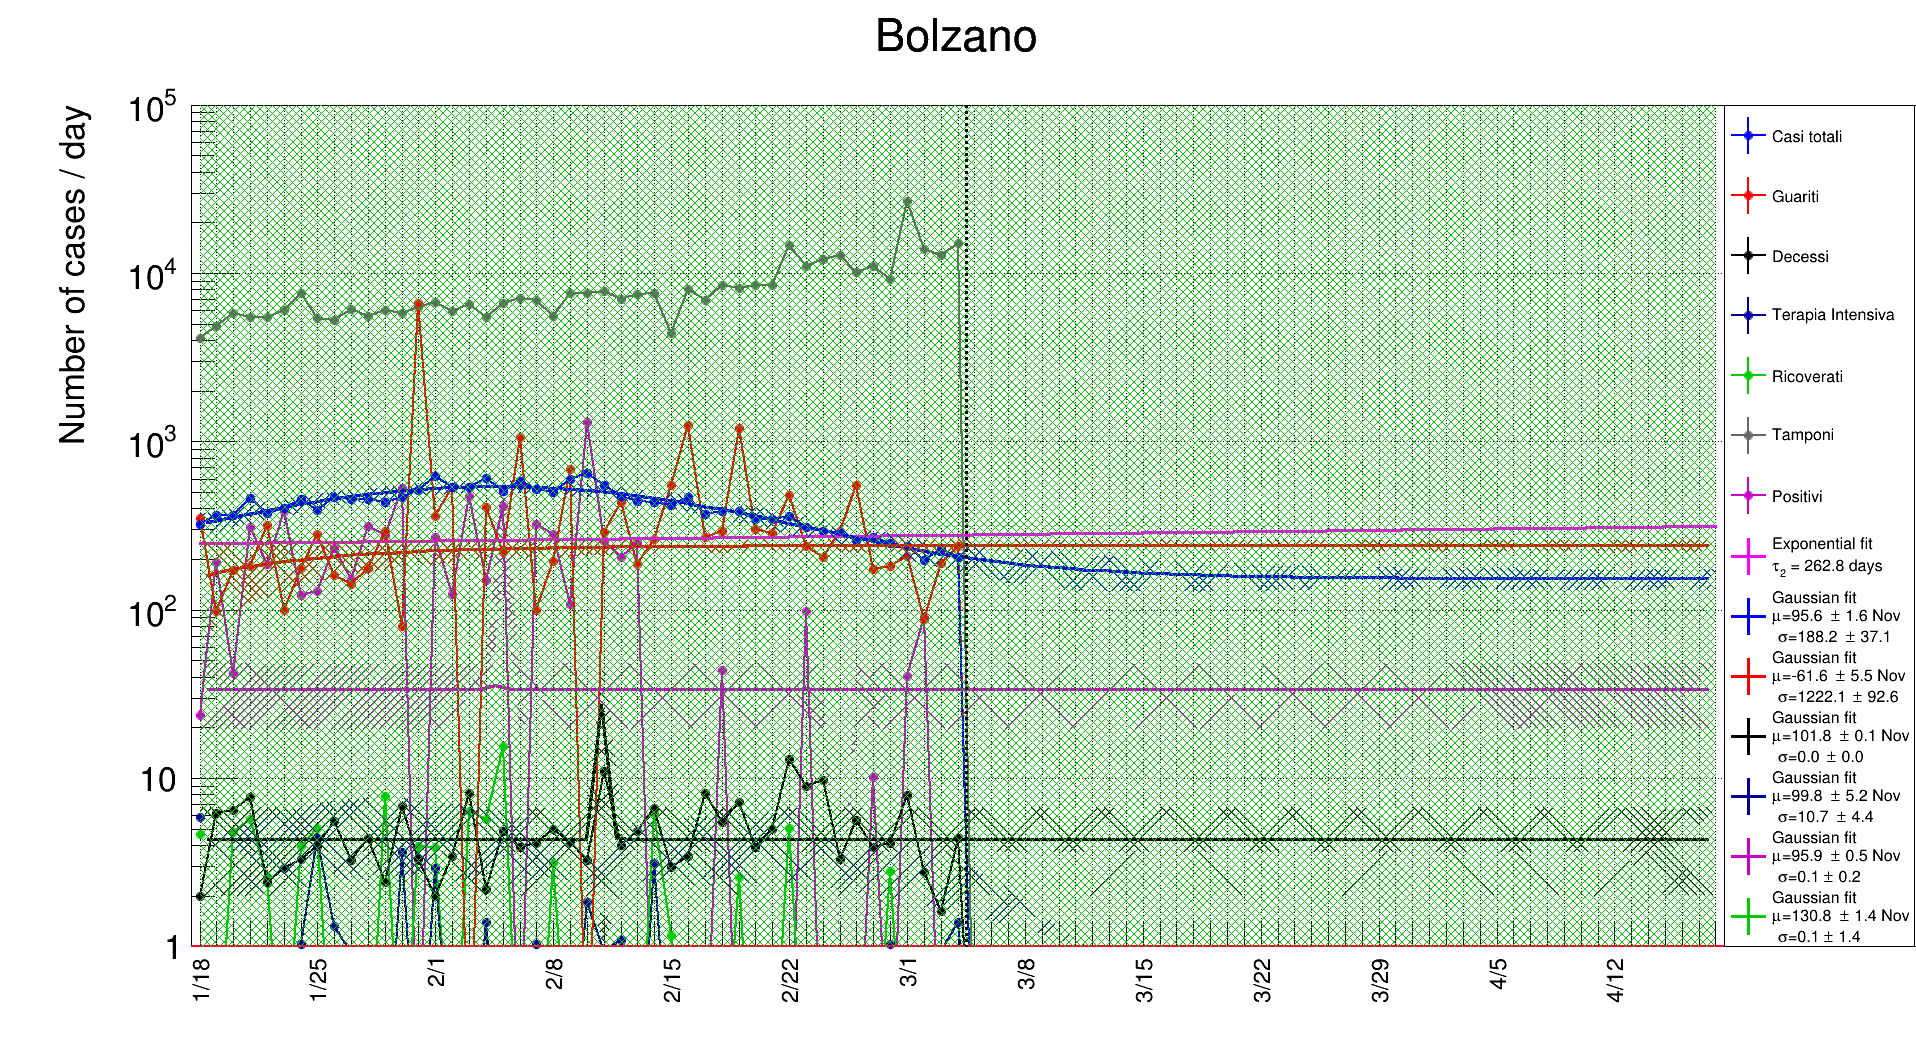 Bolzano
Number of cases / day
10^5
10^4
10^3
10^2
10
1
1/18
1/25
2/1
2/8
2/15
2/22
3/1
3/8
3/15
3/22
3/29
4/5
4/12
Casi totali
Guariti
Decessi
Terapia Intensiva
Ricoverati
Tamponi
Positivi
Exponential fit
τ_2 = 262.8 days
Gaussian fit
μ=95.6 ± 1.6 Nov
σ=188.2 ± 37.1
Gaussian fit
μ=-61.6 ± 5.5 Nov
σ=1222.1 ± 92.6
Gaussian fit
μ=101.8 ± 0.1 Nov
σ=0.0 ± 0.0
Gaussian fit
μ=99.8 ± 5.2 Nov
σ=10.7 ± 4.4
Gaussian fit
μ=95.9 ± 0.5 Nov
σ=0.1 ± 0.2
Gaussian fit
μ=130.8 ± 1.4 Nov
σ=0.1 ± 1.4